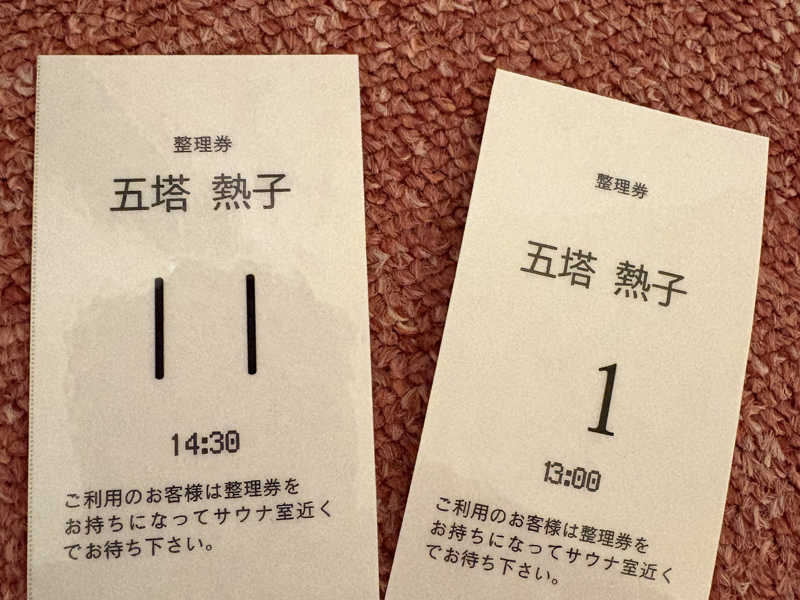 整理券
五塔 熱子
11
14:30
ご利用のお客様は整理券を
お持ちになってサウナ室近く
でお待ち下さい。
整理券
五塔 熱子
1
13:00
ご利用のお客様は整理券を
お持ちになってサウナ室近く
でお待ち下さい。